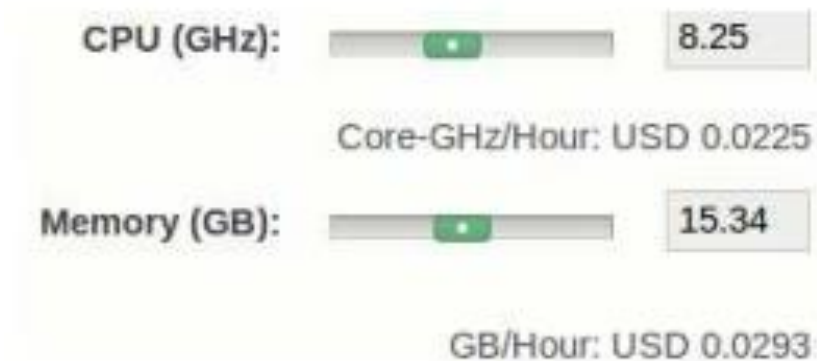 CPU (GHz): 8.25
Core-GHz/Hour: USD 0.0225
Memory (GB): 15.34
GB/Hour: USD 0.0293